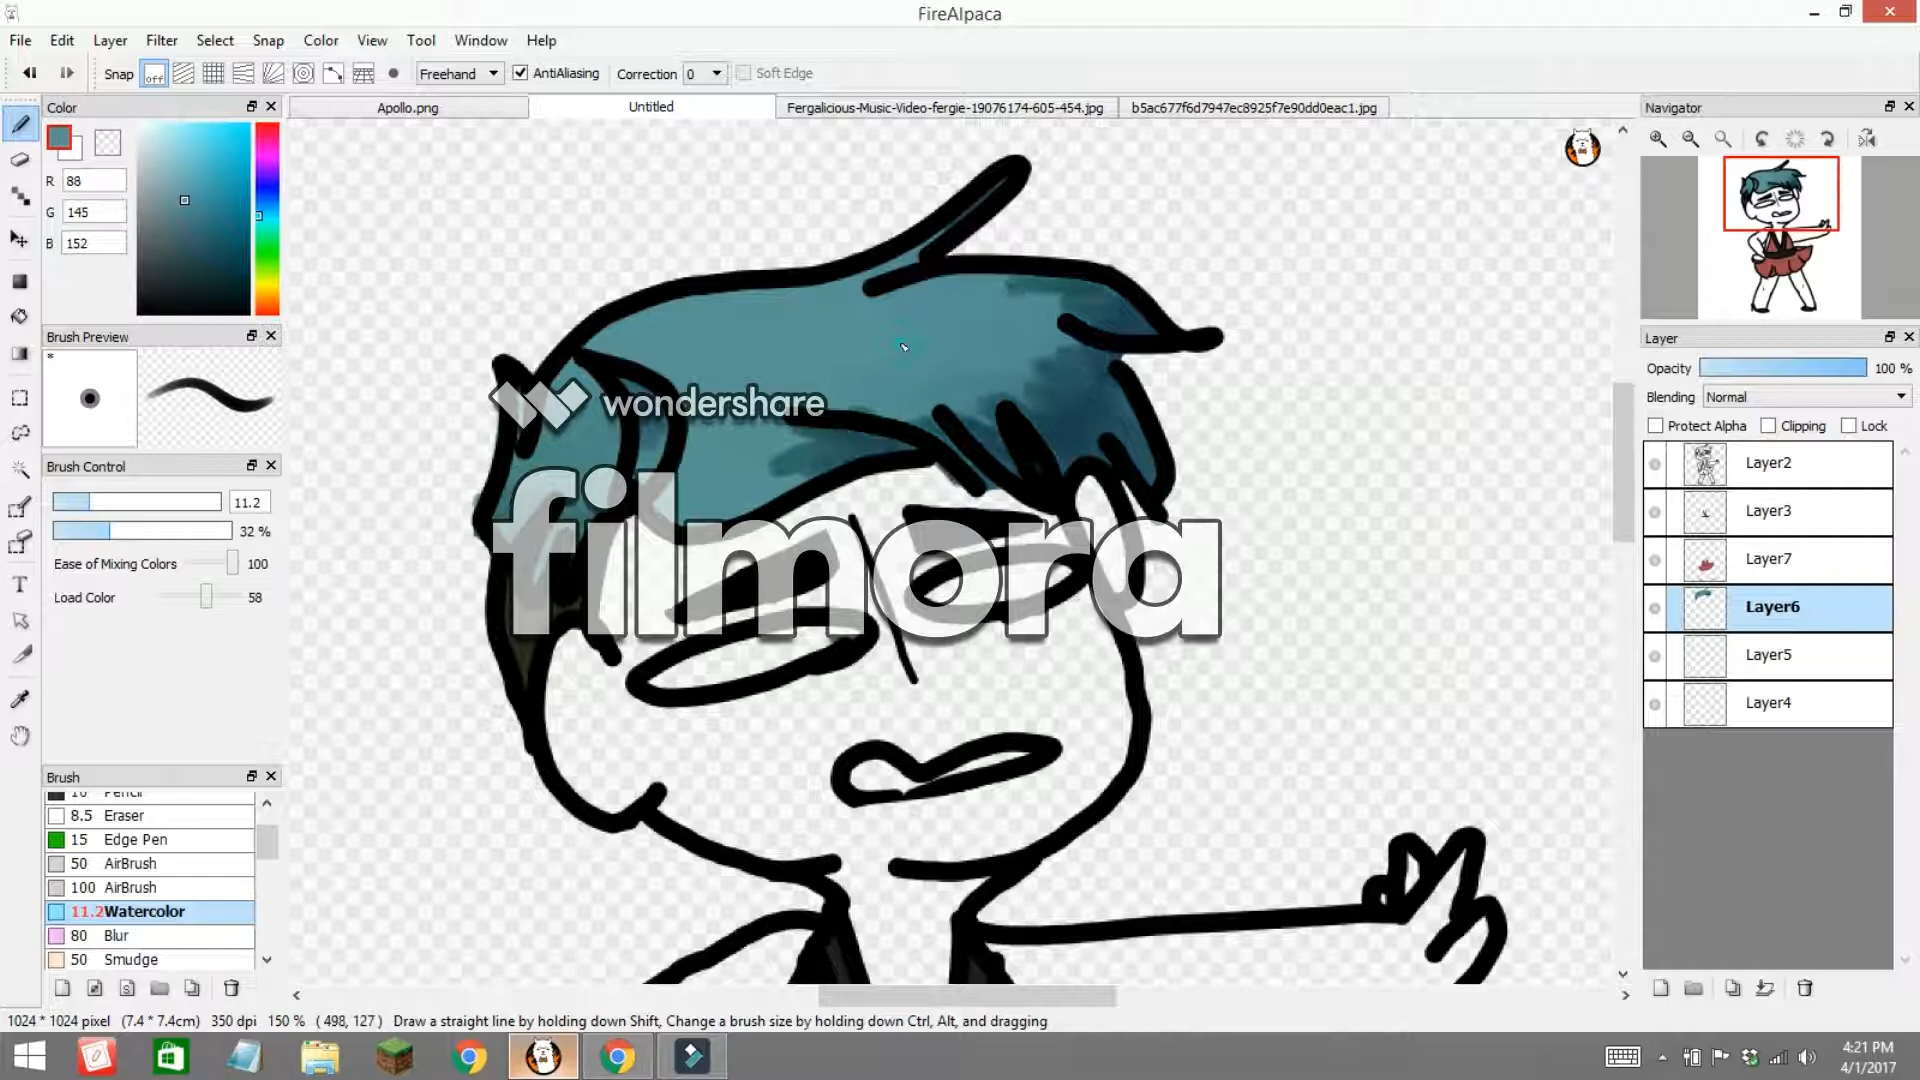 FireAlpaca
File Edit Layer Filter Select Snap Color View Tool Window Help
Snap off Freehand AntiAliasing Correction 0 Soft Edge
Color
Apollo.png Untitled Fergalicious-Music-Video-fergie-19076174-605-454.jpg b5ac677f6d7947ec8925f7e90dd0eac1.jpg
Navigator
R 88
G 145
B 152
Brush Preview
*
Layer
Opacity 100 %
Blending Normal
Protect Alpha Clipping Lock
Brush Control
11.2
32 %
Ease of Mixing Colors 100
Load Color 58
Layer2
Layer3
Layer7
Layer6
Layer5
Layer4
wondershare
filmora
Brush
10 Pencil
8.5 Eraser
15 Edge Pen
50 AirBrush
100 AirBrush
11.2 Watercolor
80 Blur
50 Smudge
1024 * 1024 pixel (7.4 * 7.4cm) 350 dpi 150 % ( 498, 127 ) Draw a straight line by holding down Shift, Change a brush size by holding down Ctrl, Alt, and dragging
4:21 PM
4/1/2017